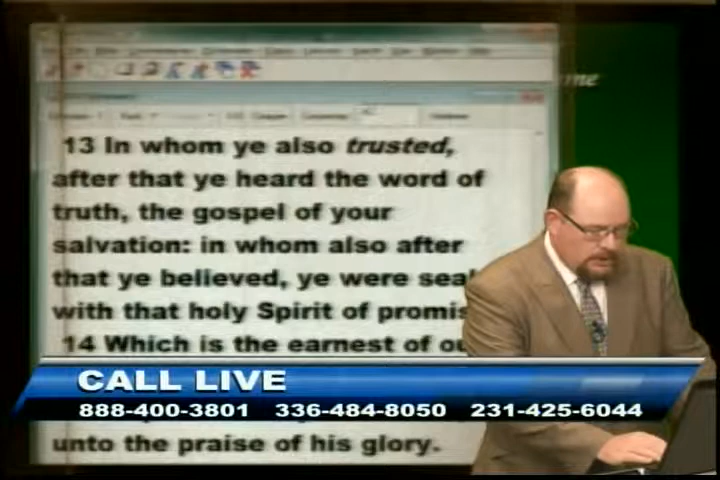 me
13 In whom ye also trusted,
after that ye heard the word of
truth, the gospel of your
salvation: in whom also after
that ye believed, ye were seal
with that holy Spirit of promis
14 Which is the earnest of ou
CALL LIVE
888-400-3801 336-484-8050 231-425-6044
unto the praise of his glory.